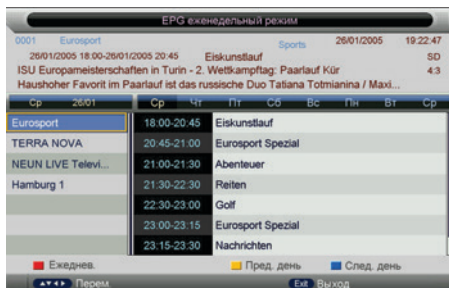 EPG еженедельный режим
0001 Eurosport Sports 26/01/2005 19:22:47
26/01/2005 18:00-26/01/2005 20:45 Eiskunstlauf SD
ISU Europameisterschaften in Turin - 2. Wettkampftag: Paarlauf Kür 4:3
Haushoher Favorit im Paarlauf ist das russische Duo Tatiana Totmianina / Maxi...
Ср 26/01 Ср Чт Пт Сб Вс Пн Вт Ср
Eurosport 18:00-20:45 Eiskunstlauf
TERRA NOVA 20:45-21:00 Eurosport Spezial
NEUN LIVE Televi... 21:00-21:30 Abenteuer
Hamburg 1 21:30-22:30 Reiten
22:30-23:00 Golf
23:00-23:15 Eurosport Spezial
23:15-23:30 Nachrichten
Ежеднев. Пред. день След. день
Перем. Exit Выход